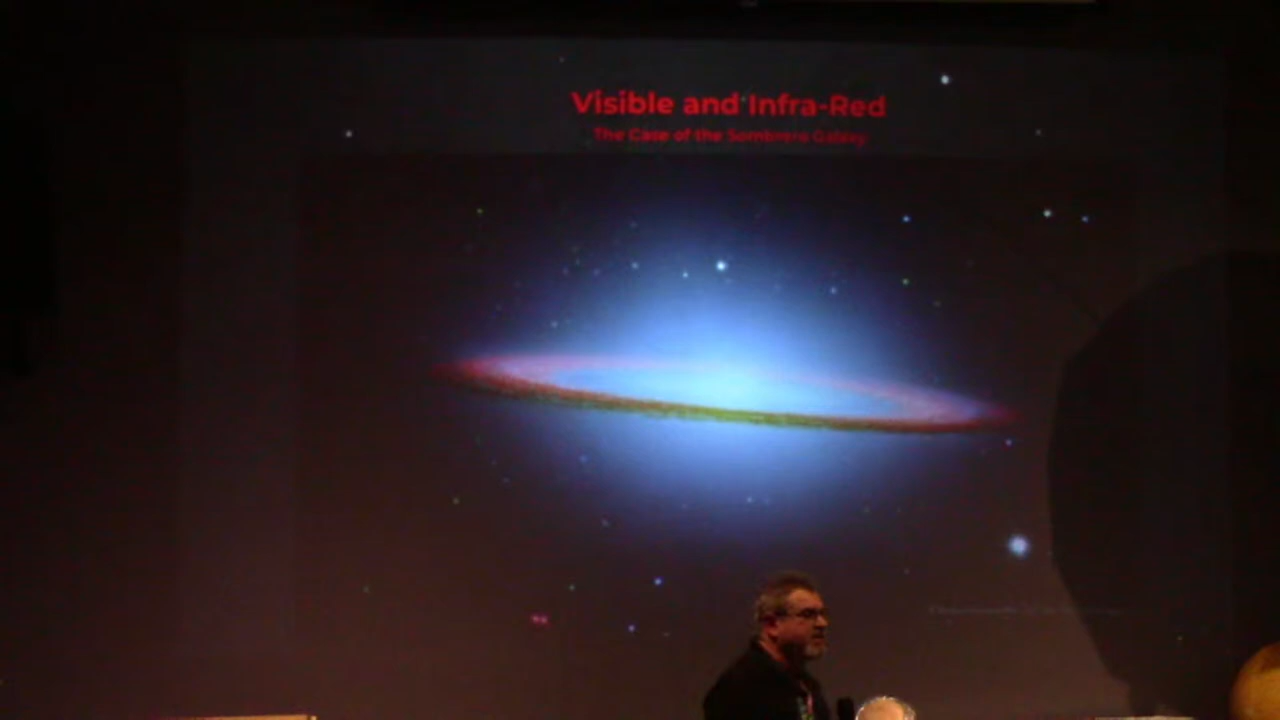 Visible and Infra-Red
The Case of the Sombrero Galaxy